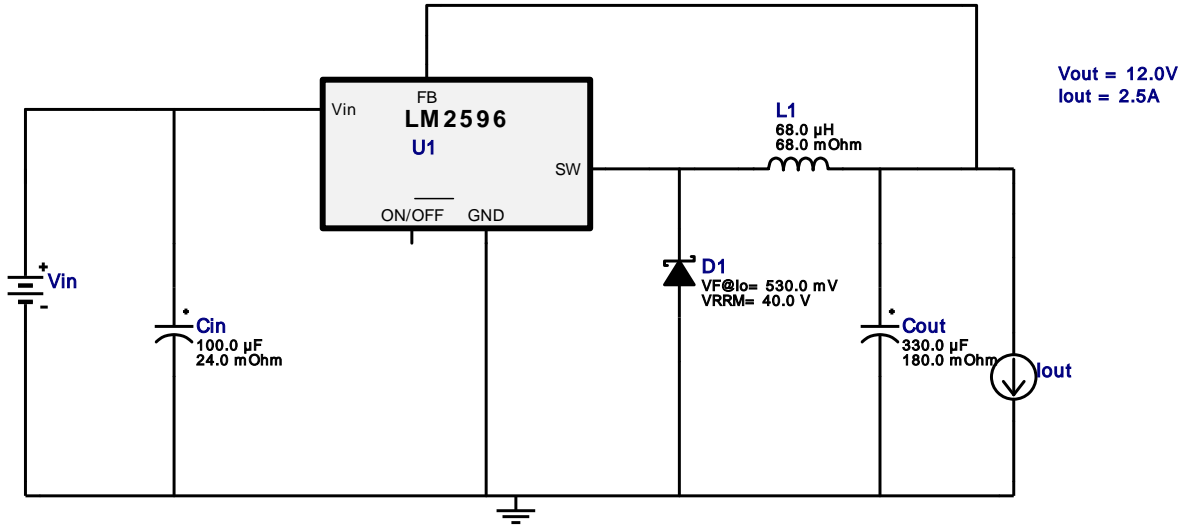 FB
Vout = 12.0V
Iout = 2.5A
Vin
LM2596
L1
68.0 µH
68.0 mOhm
U1
SW
ON/OFF
GND
Vin
D1
VF@Io= 530.0 mV
VRRM= 40.0 V
Cin
100.0 µF
24.0 mOhm
Cout
330.0 µF
180.0 mOhm
Iout